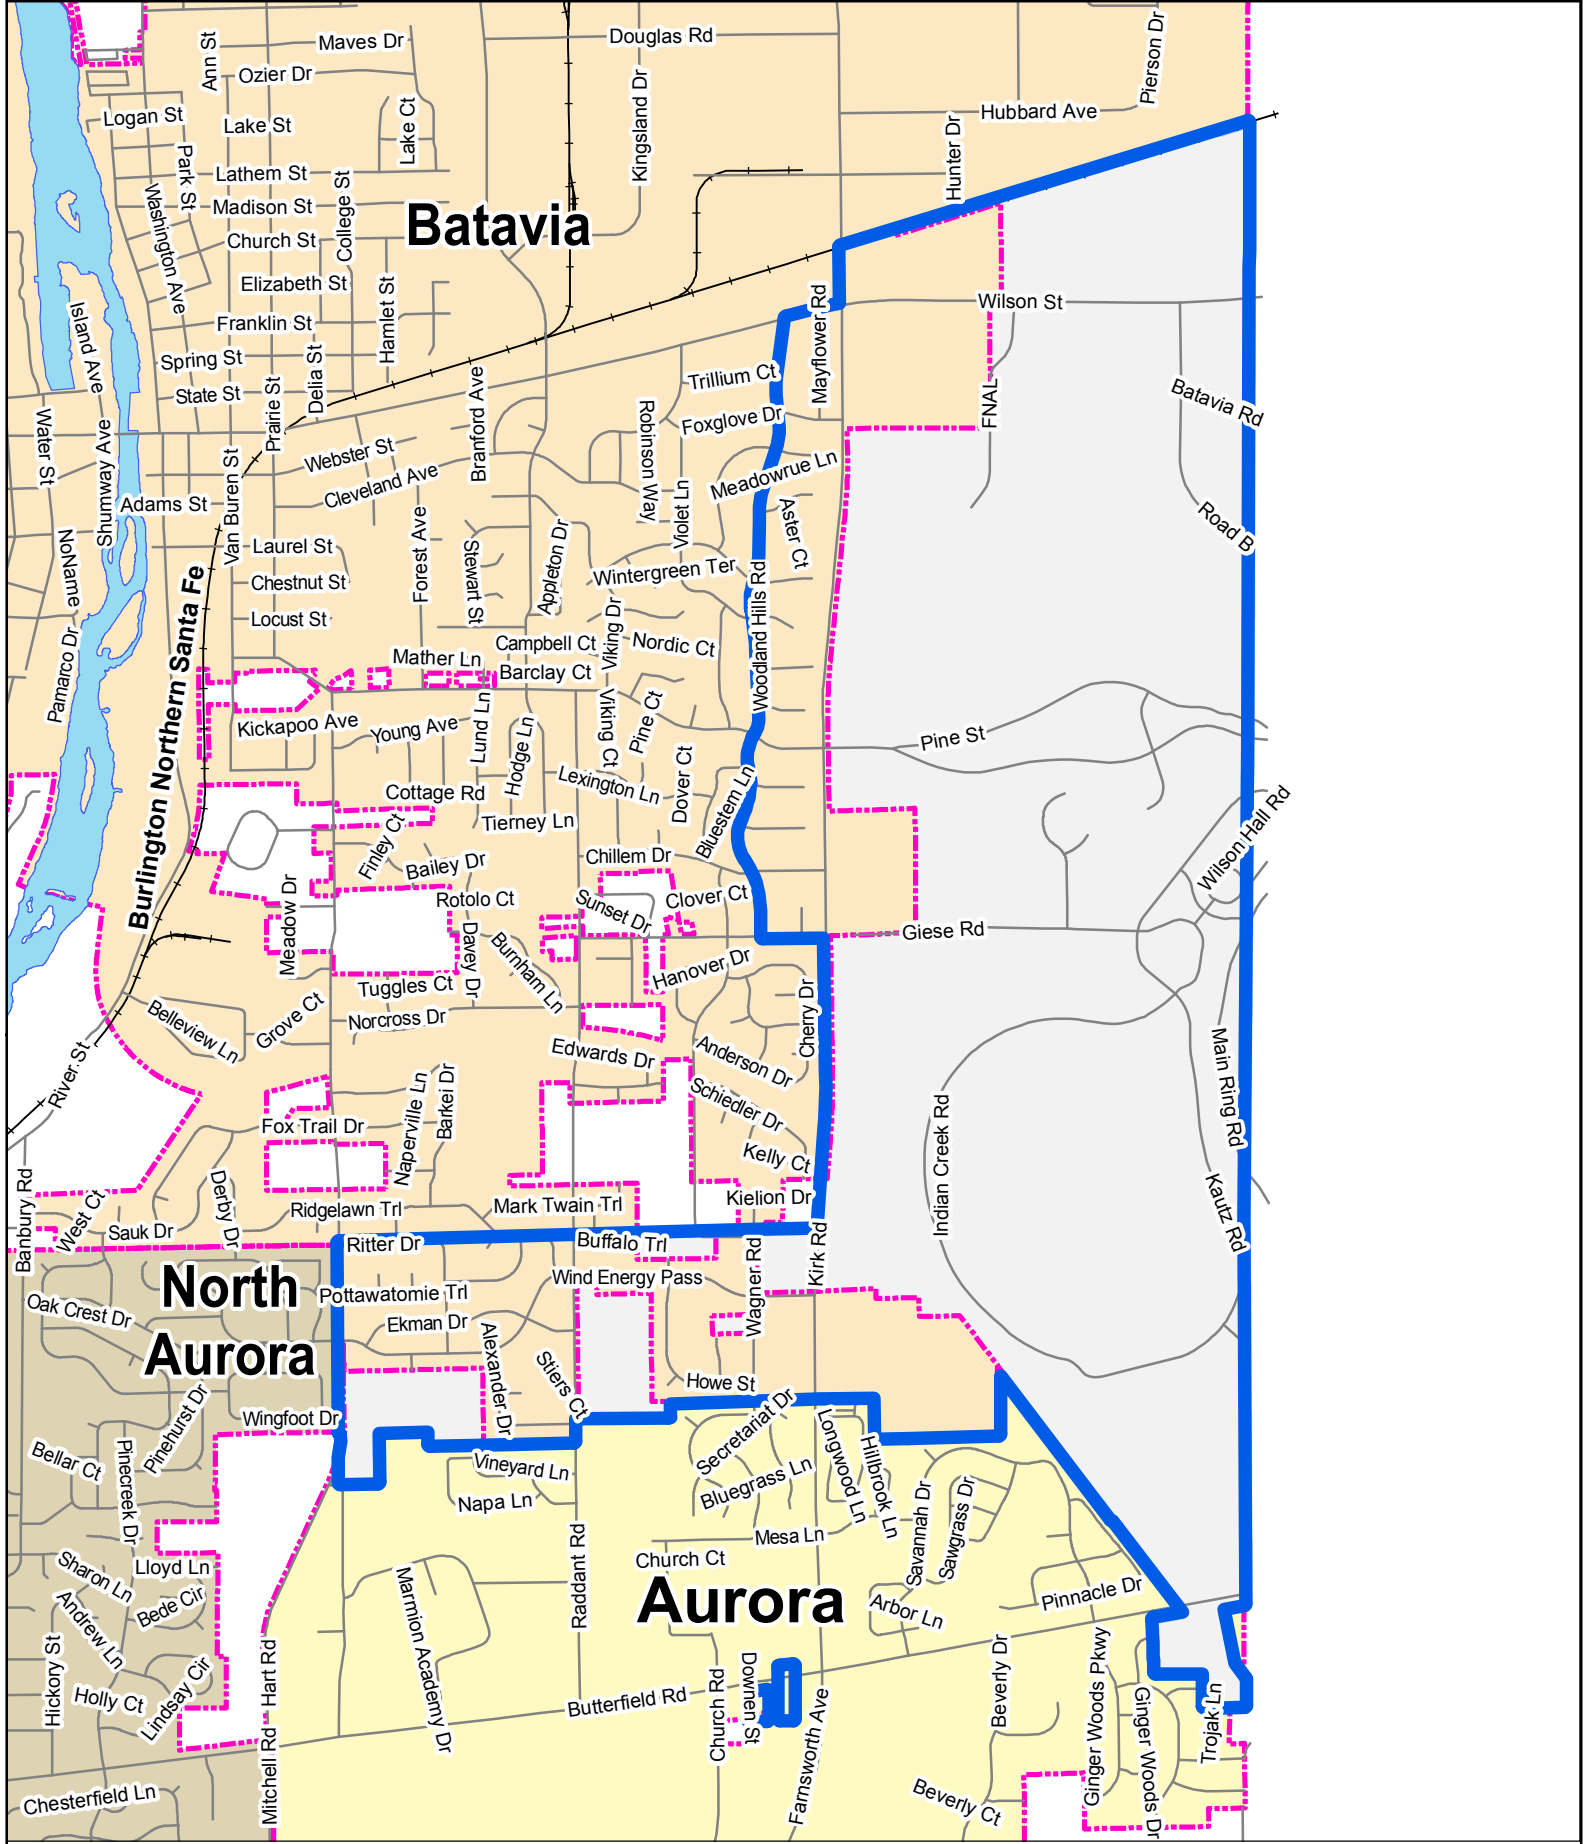 Maves Dr
Douglas Rd
Pierson Dr
Ann St
Ozier Dr
Kingsland Dr
Logan St
Lake St
Lake Ct
Hubbard Ave
Hunter Dr
Park St
Lathem St
Washington Ave
Madison St
College St
Batavia
Church St
Elizabeth St
Island Ave
Hamlet St
Mayflower Rd
Wilson St
Franklin St
Spring St
Delia St
State St
Prairie St
Trillium Ct
FNAL
Batavia Rd
Branford Ave
Robinson Way
Foxglove Dr
Water St
Shumway Ave
Webster St
Cleveland Ave
Meadowrue Ln
Van Buren St
Adams St
Violet Ln
Aster Ct
Road B
Forest Ave
Stewart St
Appleton Dr
Laurel St
NoName
Chestnut St
Wintergreen Ter
Woodland Hills Rd
Locust St
Viking Dr
Campbell Ct
Nordic Ct
Pamarco Dr
Burlington Northern Santa Fe
Mather Ln
Barclay Ct
Kickapoo Ave
Young Ave
Lund Ln
Hodge Ln
Viking Ct
Pine Ct
Pine St
Dover Ct
Lexington Ln
Bluestem Ln
Cottage Rd
Tierney Ln
Finley Ct
Wilson Hall Rd
Bailey Dr
Chillem Dr
Rotolo Ct
Sunset Dr
Clover Ct
Meadow Dr
Davey Dr
Burnham Ln
Giese Rd
Hanover Dr
Tuggles Ct
Cherry Dr
Belleview Ln
Grove Ct
Norcross Dr
River St
Edwards Dr
Anderson Dr
Main Ring Rd
Schiedler Dr
Naperville Ln
Barkei Dr
Fox Trail Dr
Indian Creek Rd
Kelly Ct
Banbury Rd
West Ct
Derby Dr
Kielion Dr
Mark Twain Trl
Ridgelawn Trl
Sauk Dr
Kautz Rd
Ritter Dr
Buffalo Trl
Kirk Rd
Wagner Rd
North
Aurora
Pottawatomie Trl
Wind Energy Pass
Oak Crest Dr
Ekman Dr
Alexander Dr
Stiers Ct
Howe St
Pinehurst Dr
Wingfoot Dr
Secretariat Dr
Longwood Ln
Hillbrook Ln
Bellar Ct
Pinecreek Dr
Vineyard Ln
Bluegrass Ln
Napa Ln
Savannah Dr
Sawgrass Dr
Mesa Ln
Raddant Rd
Church Ct
Lloyd Ln
Sharon Ln
Marmion Academy Dr
Aurora
Pinnacle Dr
Bede Cir
Andrew Ln
Arbor Ln
Hickory St
Hart Rd
Lindsay Cir
Holly Ct
Church Rd
Downen St
Butterfield Rd
Beverly Dr
Ginger Woods Pkwy
Ginger Woods Dr
Trojak Ln
Farnsworth Ave
Mitchell Rd
Chesterfield Ln
Beverly Ct